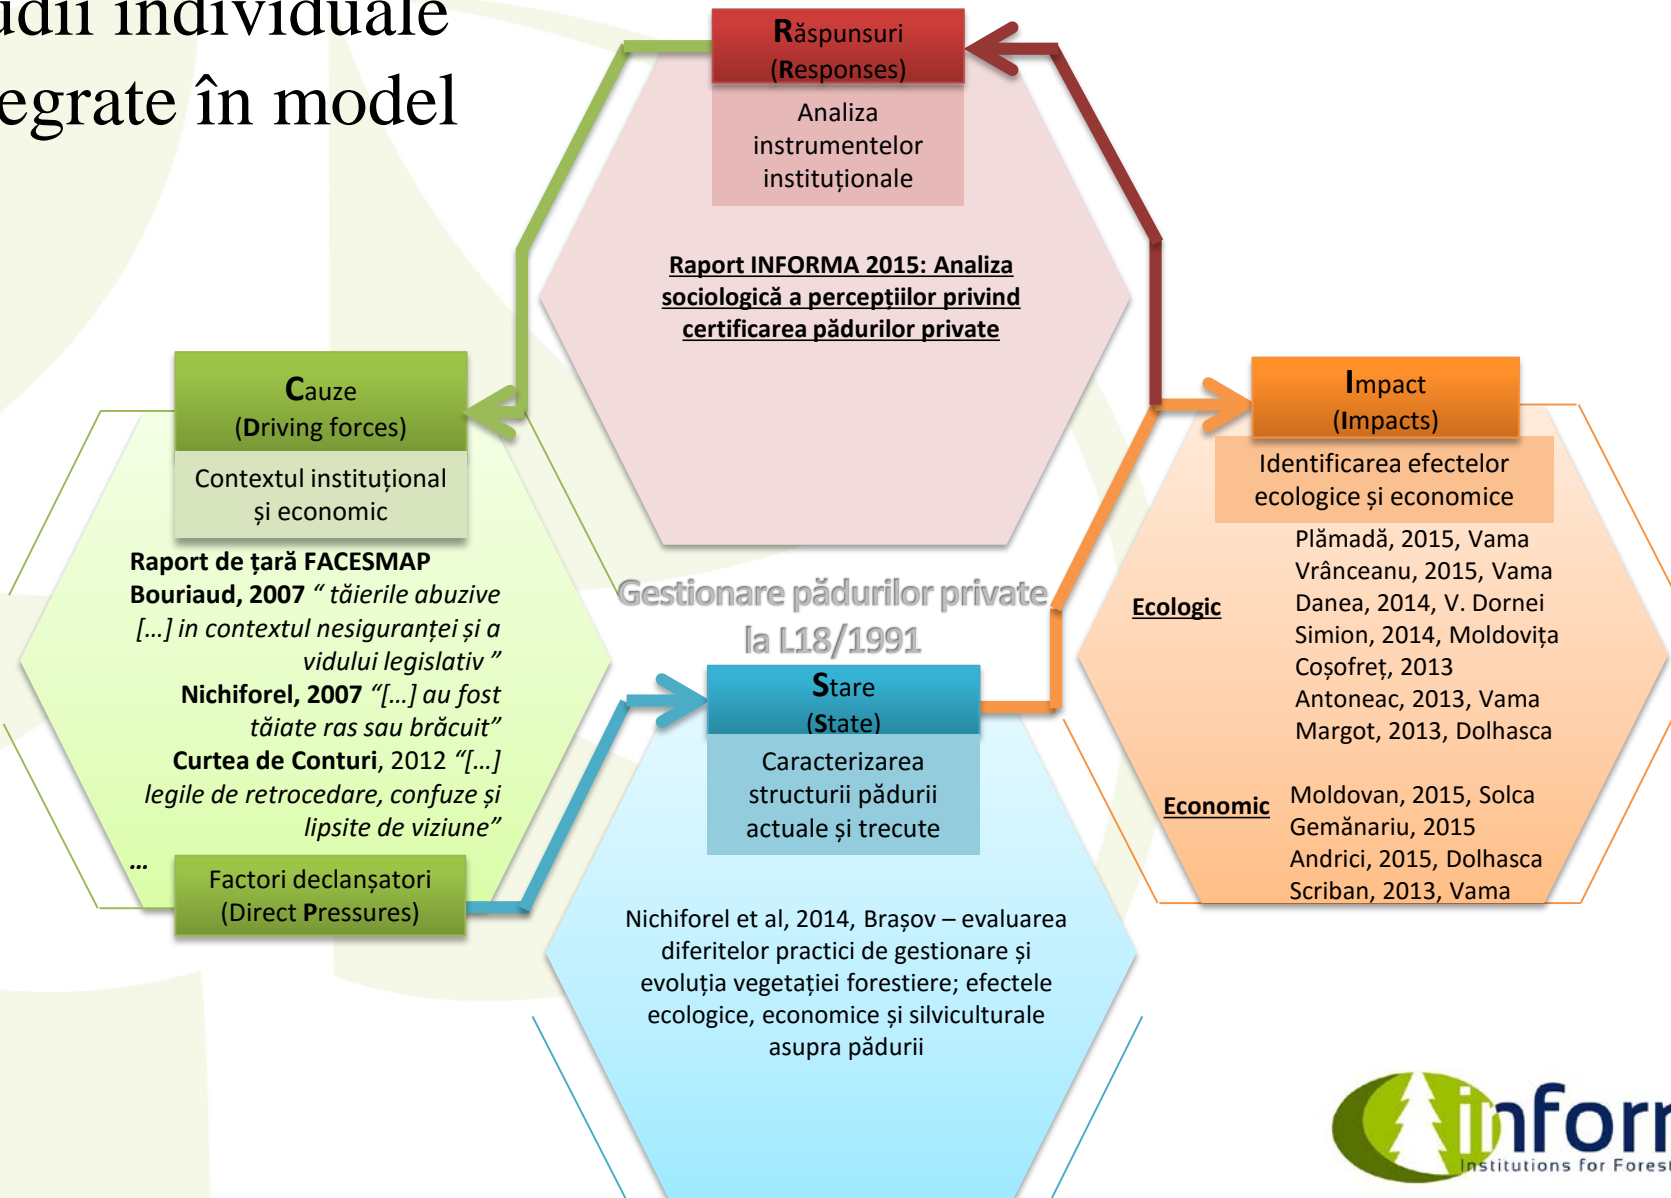 udii individuale
egrate în model
Răspunsuri
(Responses)
Analiza
instrumentelor
instituționale
Raport INFORMA 2015: Analiza
sociologică a percepțiilor privind
certificarea pădurilor private
Cauze
(Driving forces)
Contextul instituțional
și economic
Raport de țară FACESMAP
Bouriaud, 2007 “ tăierile abuzive
[…] in contextul nesiguranței și a
vidului legislativ ”
Nichiforel, 2007 “[…] au fost
tăiate ras sau brăcuit”
Curtea de Conturi, 2012 “[…]
legile de retrocedare, confuze și
lipsite de viziune”
…
Factori declanșatori
(Direct Pressures)
Gestionare pădurilor private
la L18/1991
Stare
(State)
Caracterizarea
structurii pădurii
actuale și trecute
Nichiforel et al, 2014, Brașov – evaluarea
diferitelor practici de gestionare și
evoluția vegetației forestiere; efectele
ecologice, economice și silviculturale
asupra pădurii
Impact
(Impacts)
Identificarea efectelor
ecologice și economice
Ecologic
Plămadă, 2015, Vama
Vrânceanu, 2015, Vama
Danea, 2014, V. Dornei
Simion, 2014, Moldovița
Coșofreț, 2013
Antoneac, 2013, Vama
Margot, 2013, Dolhasca
Economic
Moldovan, 2015, Solca
Gemănariu, 2015
Andrici, 2015, Dolhasca
Scriban, 2013, Vama
infor
Institutions for Forest